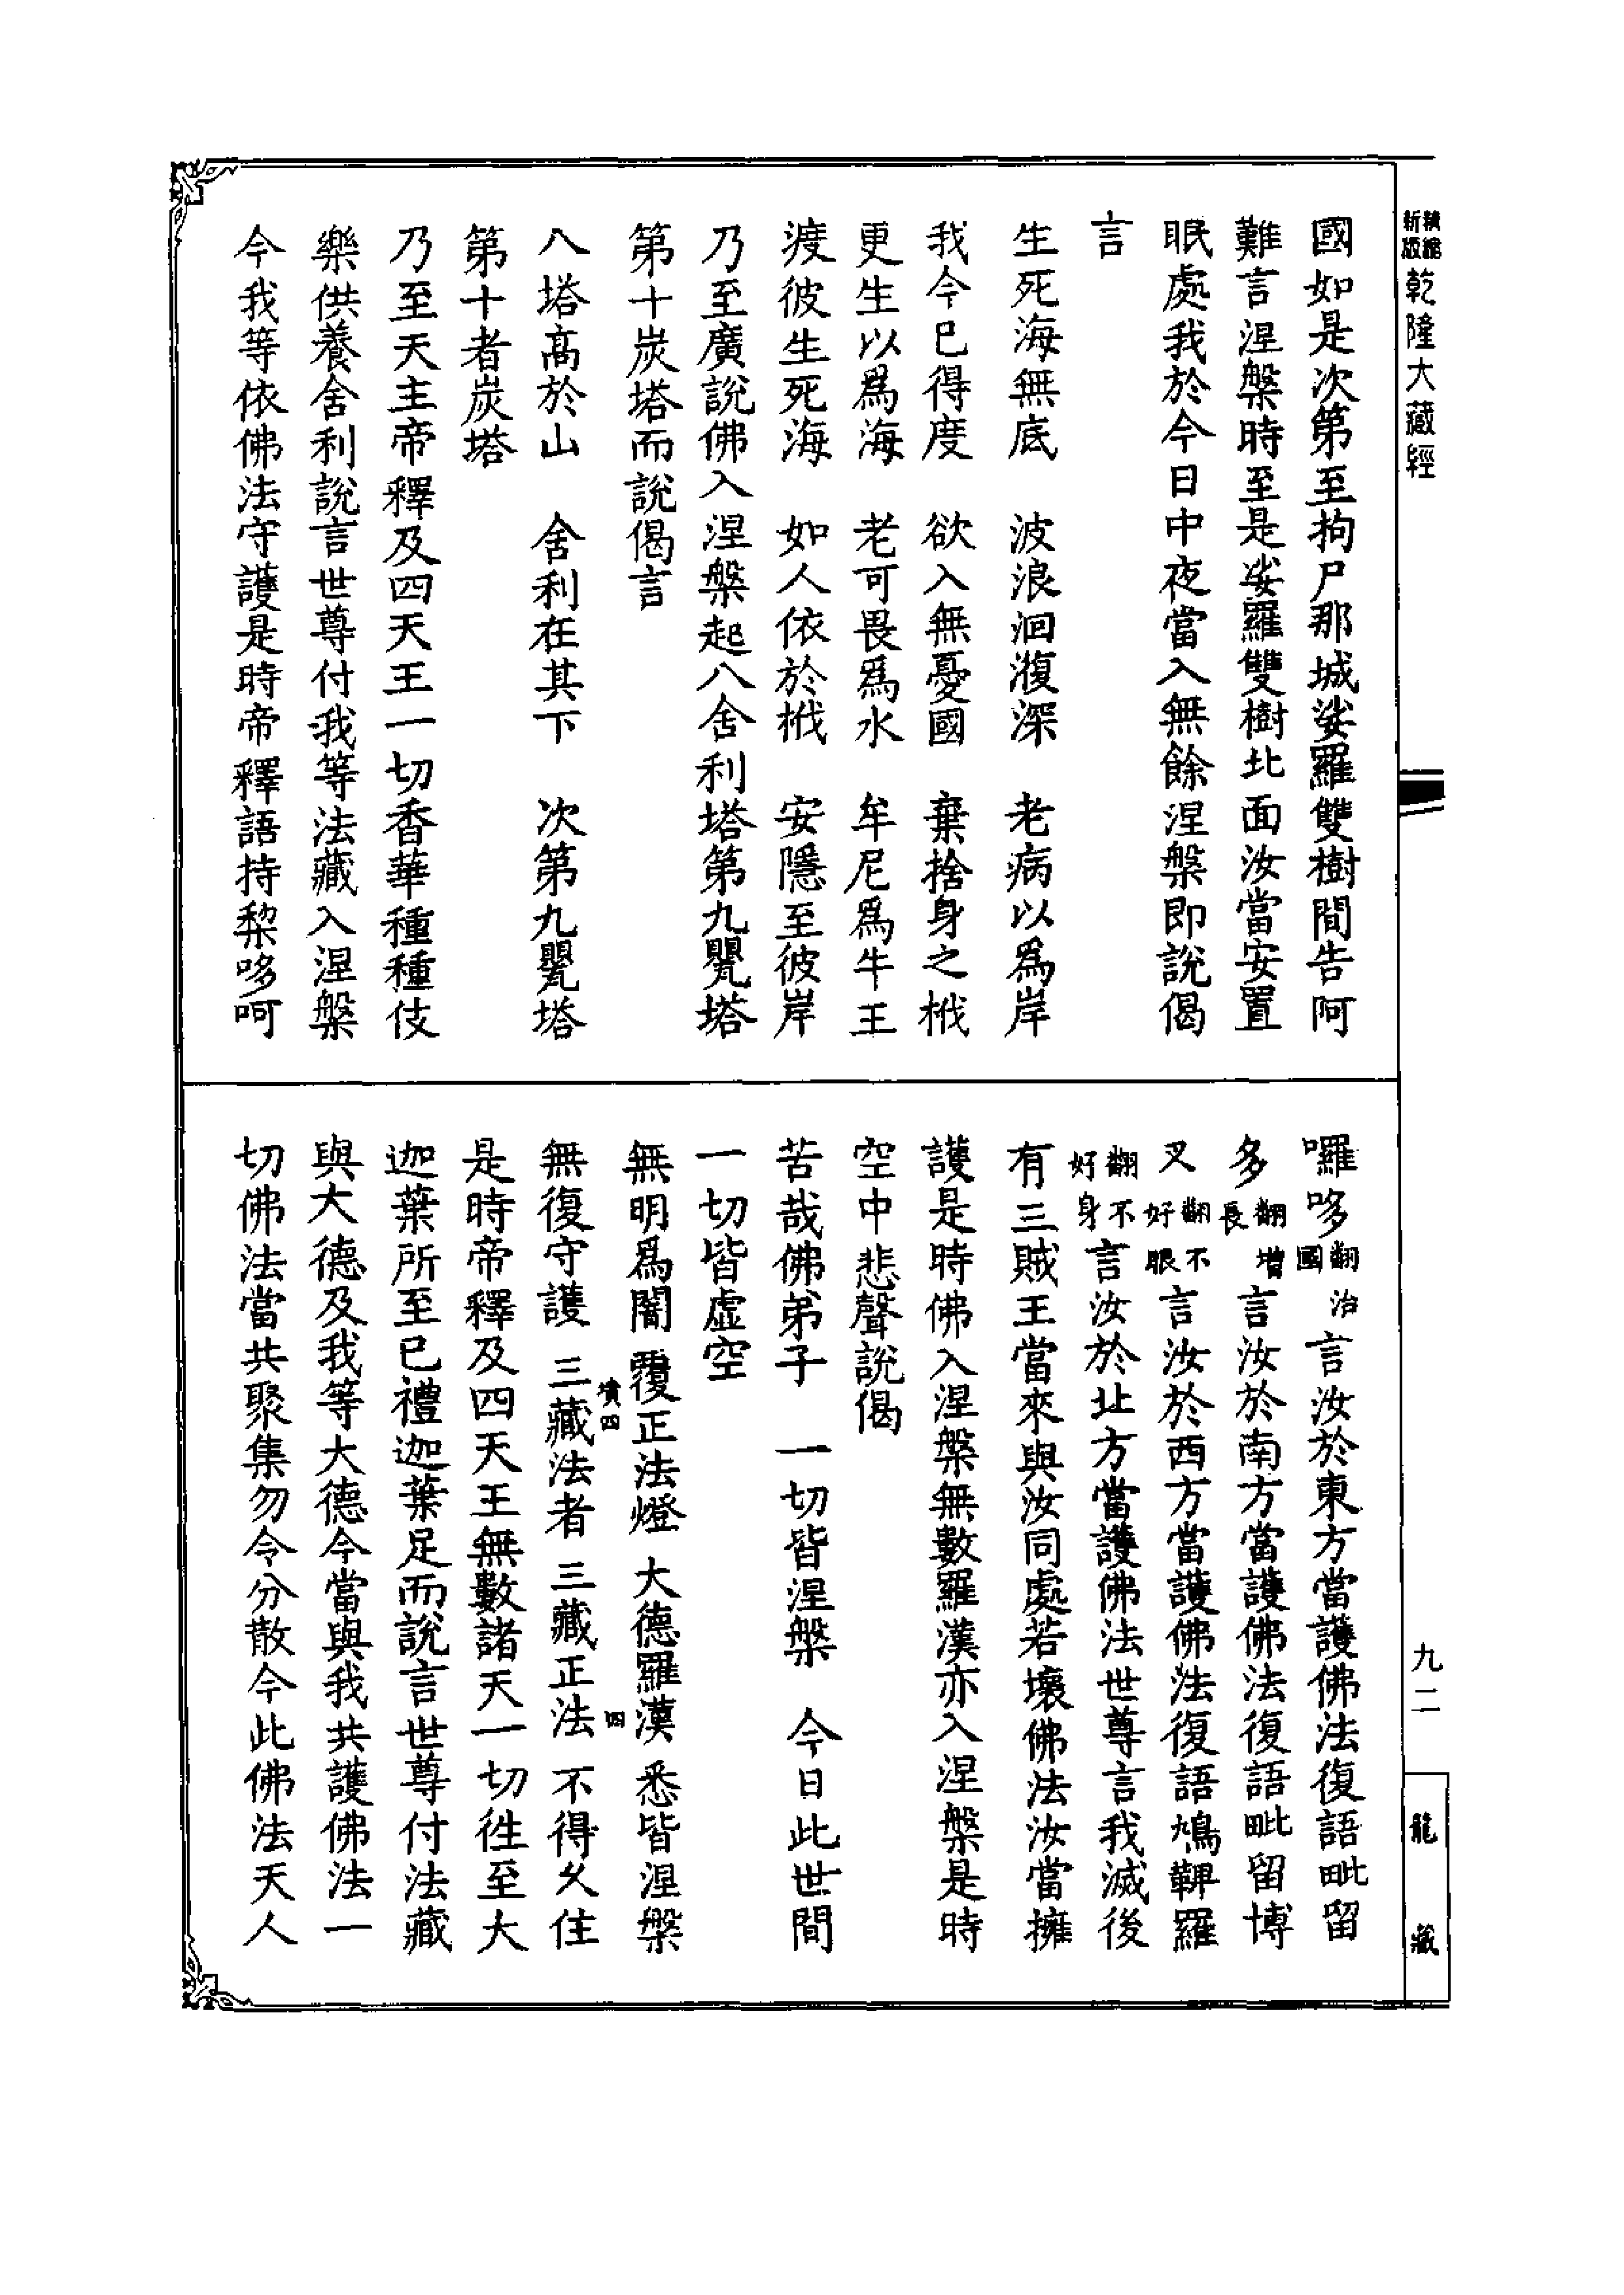 新版精縮乾隆大藏經
國如是次第至拘尸那城娑羅雙樹間告阿
難言涅槃時至是娑羅雙樹北面汝當安置
眠處我於今日中夜當入無餘涅槃即說偈
言
生死海無底　波浪洄澓深　老病以爲岸
我今已得度　欲入無憂國　棄捨身之栰
更生以爲海　老可畏爲水　牟尼爲牛王
渡彼生死海　如人依於栰　安隱至彼岸
乃至廣說佛入涅槃起八舍利塔第九甖塔
第十炭塔而說偈言
八塔高於山　舍利在其下　次第九甖塔
第十者炭塔
乃至天主帝釋及四天王一切香華種種伎
樂供養舍利說言世尊付我等法藏入涅槃
今我等依佛法守護是時帝釋語持棃哆呵
囉哆翻治國言汝於東方當護佛法復語毗留
多翻增長言汝於南方當護佛法復語毗留博
叉翻不好眼言汝於西方當護佛法復語鳩鞞羅
翻不好身言汝於北方當護佛法世尊言我滅後
有三賊王當來與汝同處若壞佛法汝當擁
護是時佛入涅槃無數羅漢亦入涅槃是時
空中悲聲說偈
苦哉佛弟子　一切皆涅槃　今日此世間
一切皆虛空
無明爲闇覆正法燈　大德羅漢　悉皆涅槃
無復守護　三藏法者　三藏正法　不得久住
是時帝釋及四天王無數諸天一切徃至大
迦葉所至已禮迦葉足而說言世尊付法藏
與大德及我等大德今當與我共護佛法一
切佛法當共聚集勿令分散今此佛法天人
九二
龍藏